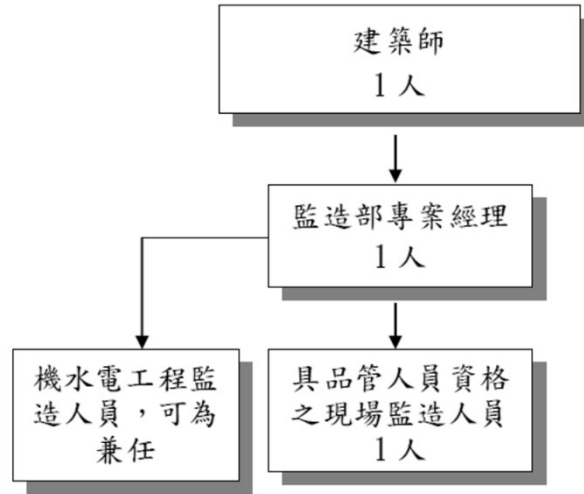 建築師
1人
監造部專案經理
1人
機水電工程監
造人員，可為
兼任
具品管人員資格
之現場監造人員
1人